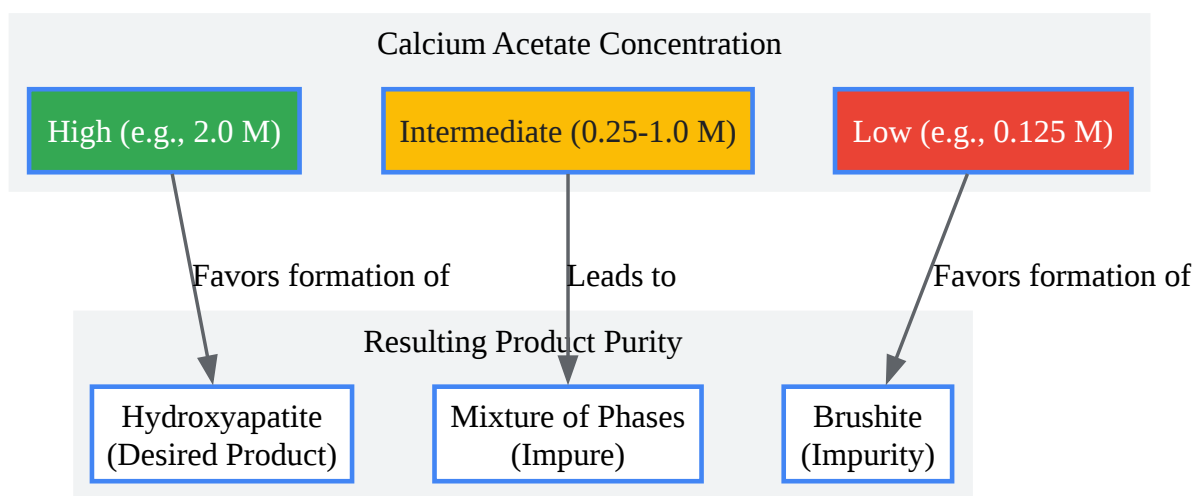 Calcium Acetate Concentration
High (e.g., 2.0 M)
Intermediate (0.25-1.0 M)
Low (e.g., 0.125 M)
Favors formation of
Leads to
Favors formation of
Resulting Product Purity
Hydroxyapatite
(Desired Product)
Mixture of Phases
(Impure)
Brushite
(Impurity)